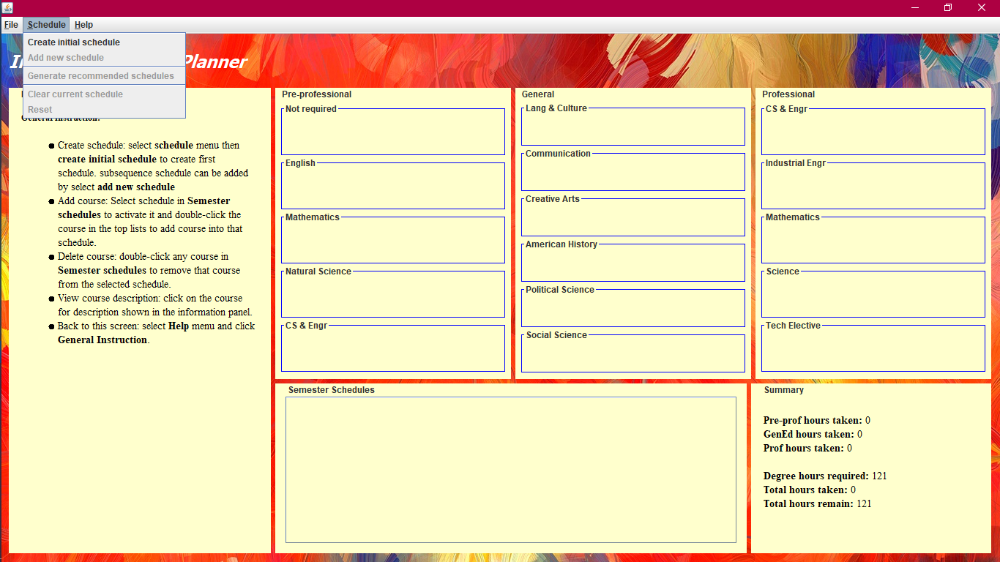 File Schedule Help
Create initial schedule
Add new schedule
Generate recommended schedules
Clear current schedule
Reset
Planner
General Instruction:
Create schedule: select schedule menu then
create initial schedule to create first
schedule. subsequence schedule can be added
by select add new schedule
Add course: Select schedule in Semester
schedules to activate it and double-click the
course in the top lists to add course into that
schedule.
Delete course: double-click any course in
Semester schedules to remove that course
from the selected schedule.
View course description: click on the course
for description shown in the information panel.
Back to this screen: select Help menu and click
General Instruction.
Pre-professional
Not required
English
Mathematics
Natural Science
CS & Engr
General
Lang & Culture
Communication
Creative Arts
American History
Political Science
Social Science
Professional
CS & Engr
Industrial Engr
Mathematics
Science
Tech Elective
Semester Schedules
Summary
Pre-prof hours taken: 0
GenEd hours taken: 0
Prof hours taken: 0
Degree hours required: 121
Total hours taken: 0
Total hours remain: 121